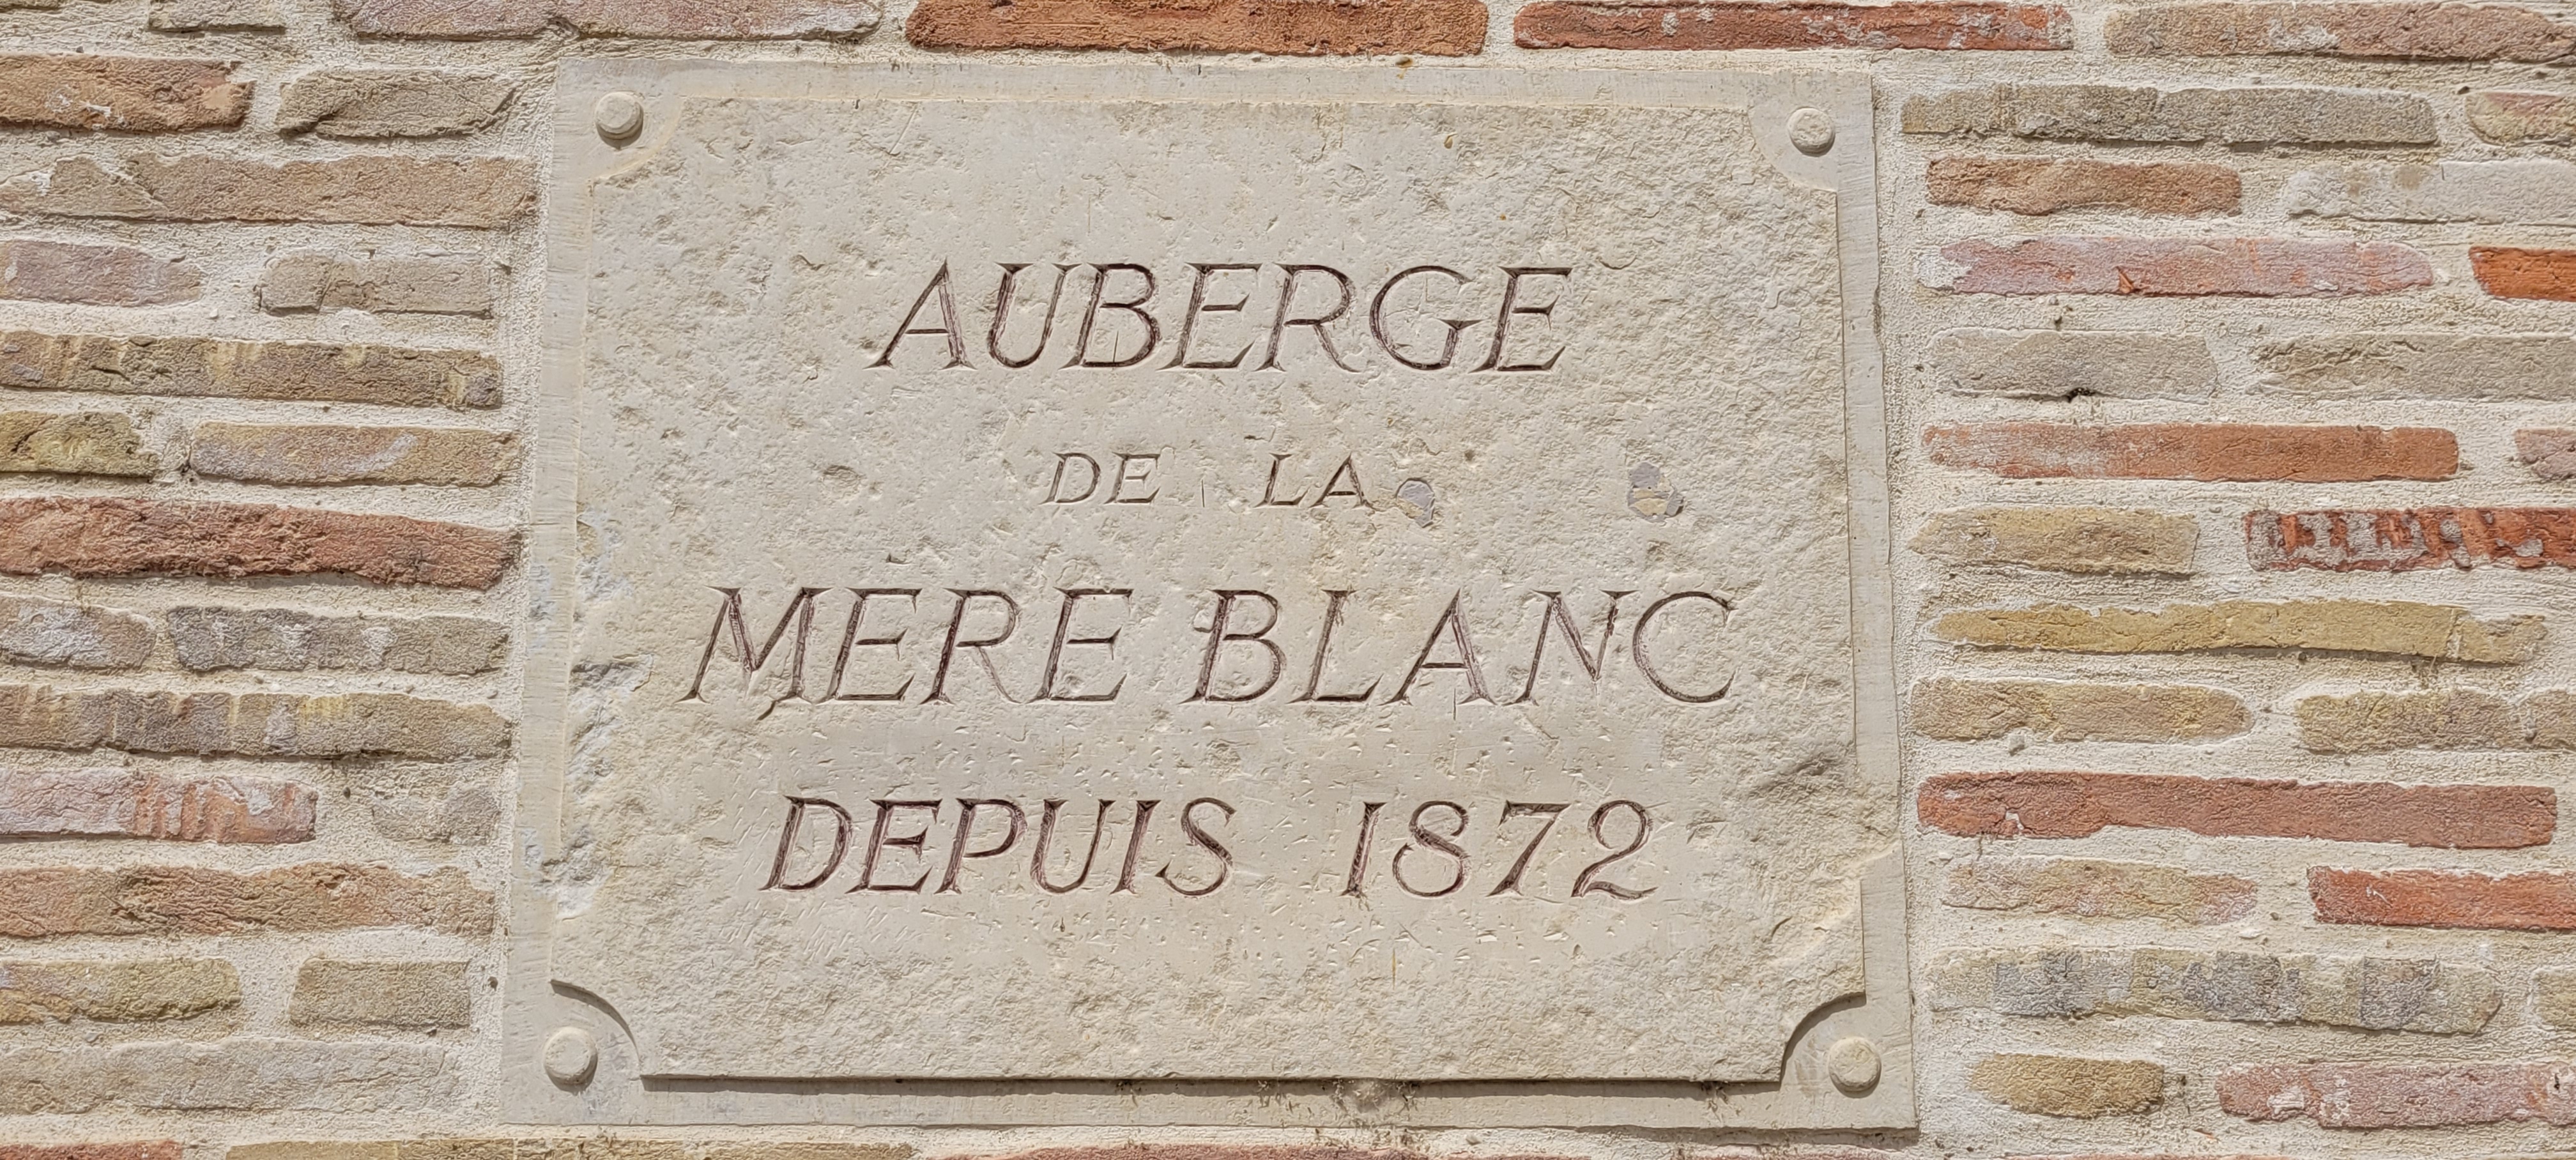 AUBERGE
DE LA
MERE BLANC
DEPUIS 1872